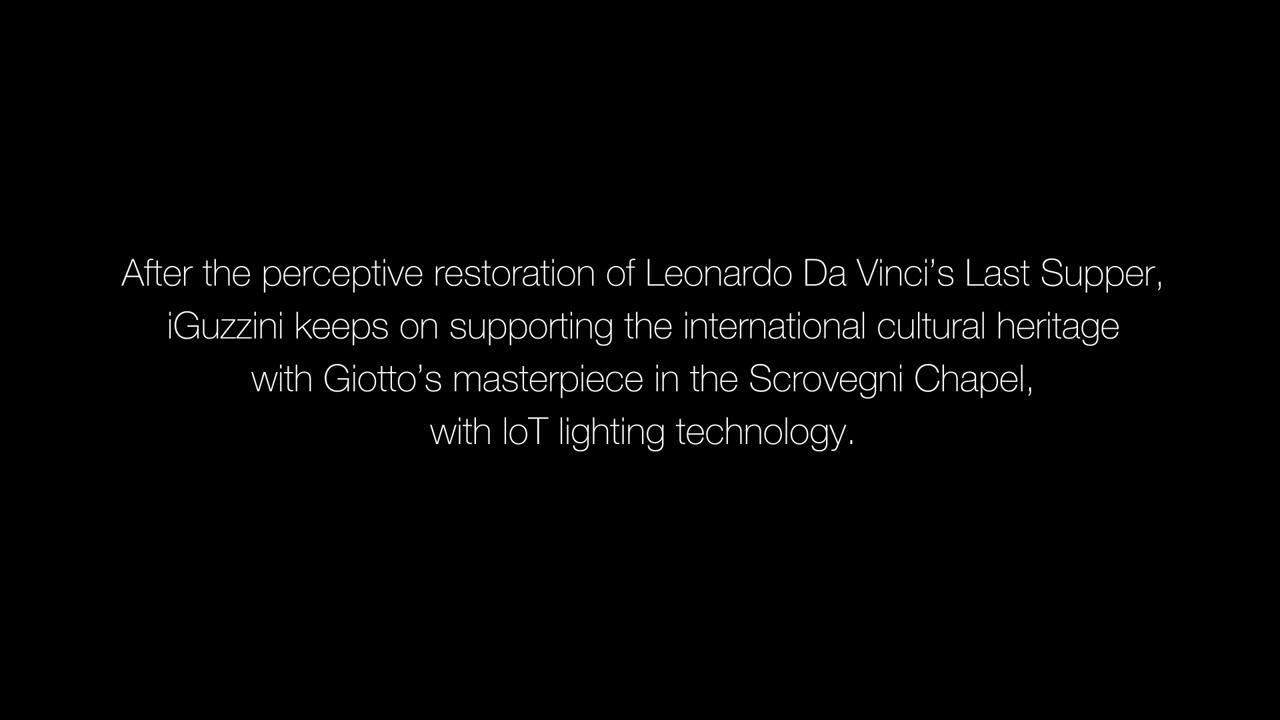 After the perceptive restoration of Leonardo Da Vinci’s Last Supper,
iGuzzini keeps on supporting the international cultural heritage
with Giotto’s masterpiece in the Scrovegni Chapel,
with IoT lighting technology.